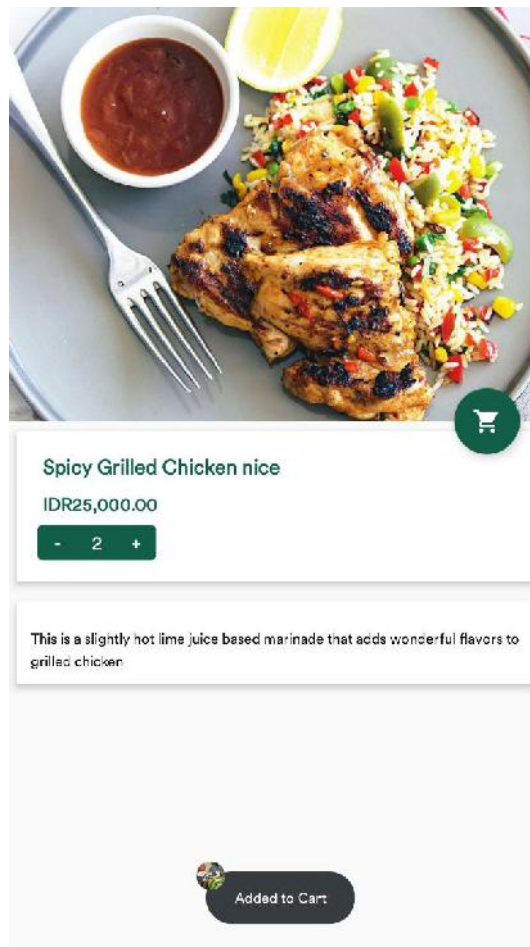 Spicy Grilled Chicken nice
IDR25,000.00
- 2 +
This is a slightly hot lime juice based marinade that adds wonderful flavors to
grilled chicken
Added to Cart